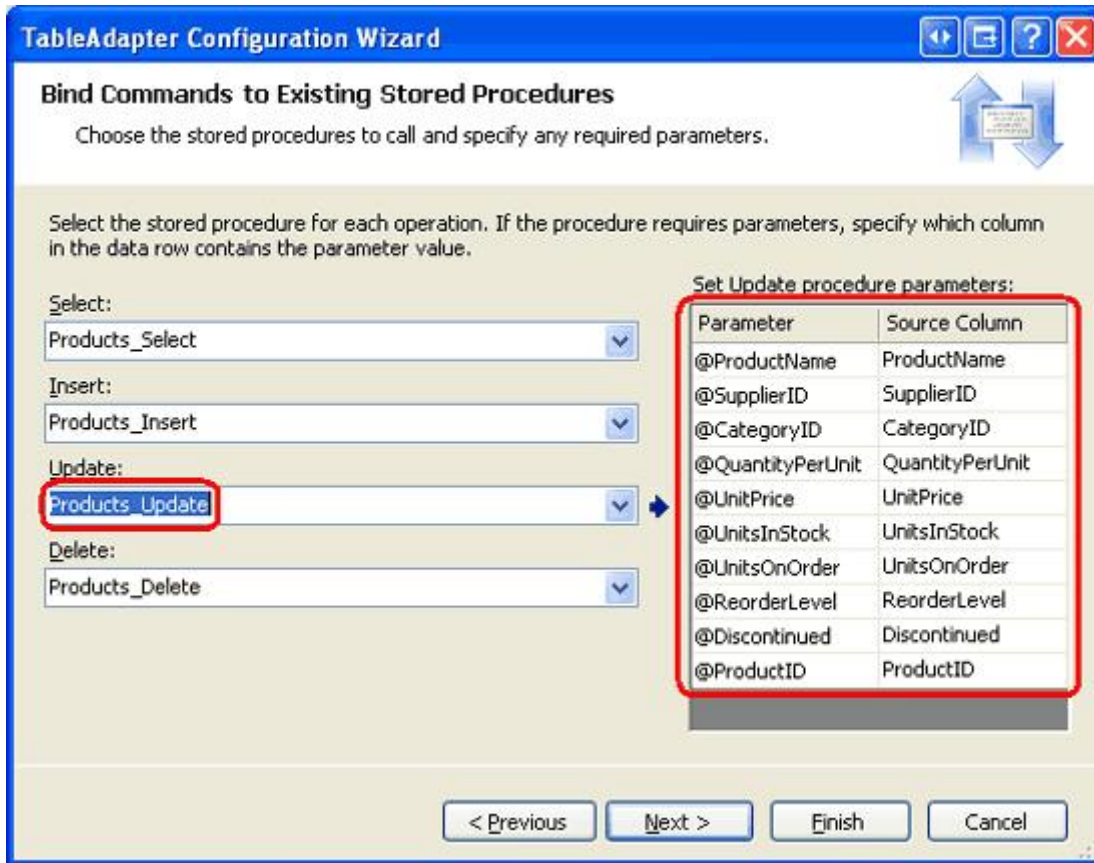 TableAdapter Configuration Wizard
Bind Commands to Existing Stored Procedures
Choose the stored procedures to call and specify any required parameters.
Select the stored procedure for each operation. If the procedure requires parameters, specify which column
in the data row contains the parameter value.
Select:
Products_Select
Insert:
Products_Insert
Update:
Products_Update
Delete:
Products_Delete
Set Update procedure parameters:
Parameter Source Column
@ProductName ProductName
@SupplierID SupplierID
@CategoryID CategoryID
@QuantityPerUnit QuantityPerUnit
@UnitPrice UnitPrice
@UnitsInStock UnitsInStock
@UnitsOnOrder UnitsOnOrder
@ReorderLevel ReorderLevel
@Discontinued Discontinued
@ProductID ProductID
< Previous Next > Finish Cancel